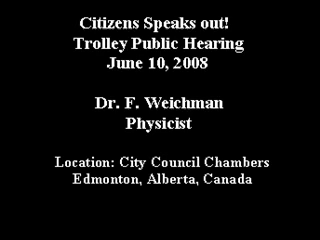 Citizens Speaks out!
Trolley Public Hearing
June 10, 2008
Dr. F. Weichman
Physicist
Location: City Council Chambers
Edmonton, Alberta, Canada